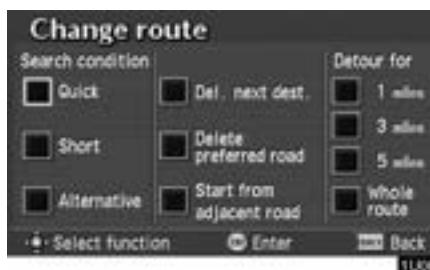 Change route
Search condition
Quick
Short
Alternative
Del. next dest.
Delete
preferred road
Start from
adjacent road
Detour for
1 miles
3 miles
5 miles
Whole
route
Select function
Enter
Back